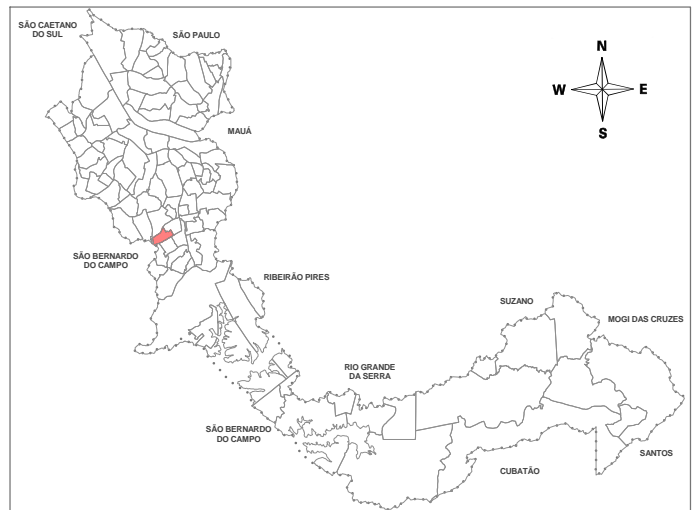 SÃO CAETANO
DO SUL
SÃO PAULO
N
W
E
S
MAUÁ
SÃO BERNARDO
DO CAMPO
RIBEIRÃO PIRES
SUZANO
MOGI DAS CRUZES
RIO GRANDE
DA SERRA
SÃO BERNARDO
DO CAMPO
SANTOS
CUBATÃO